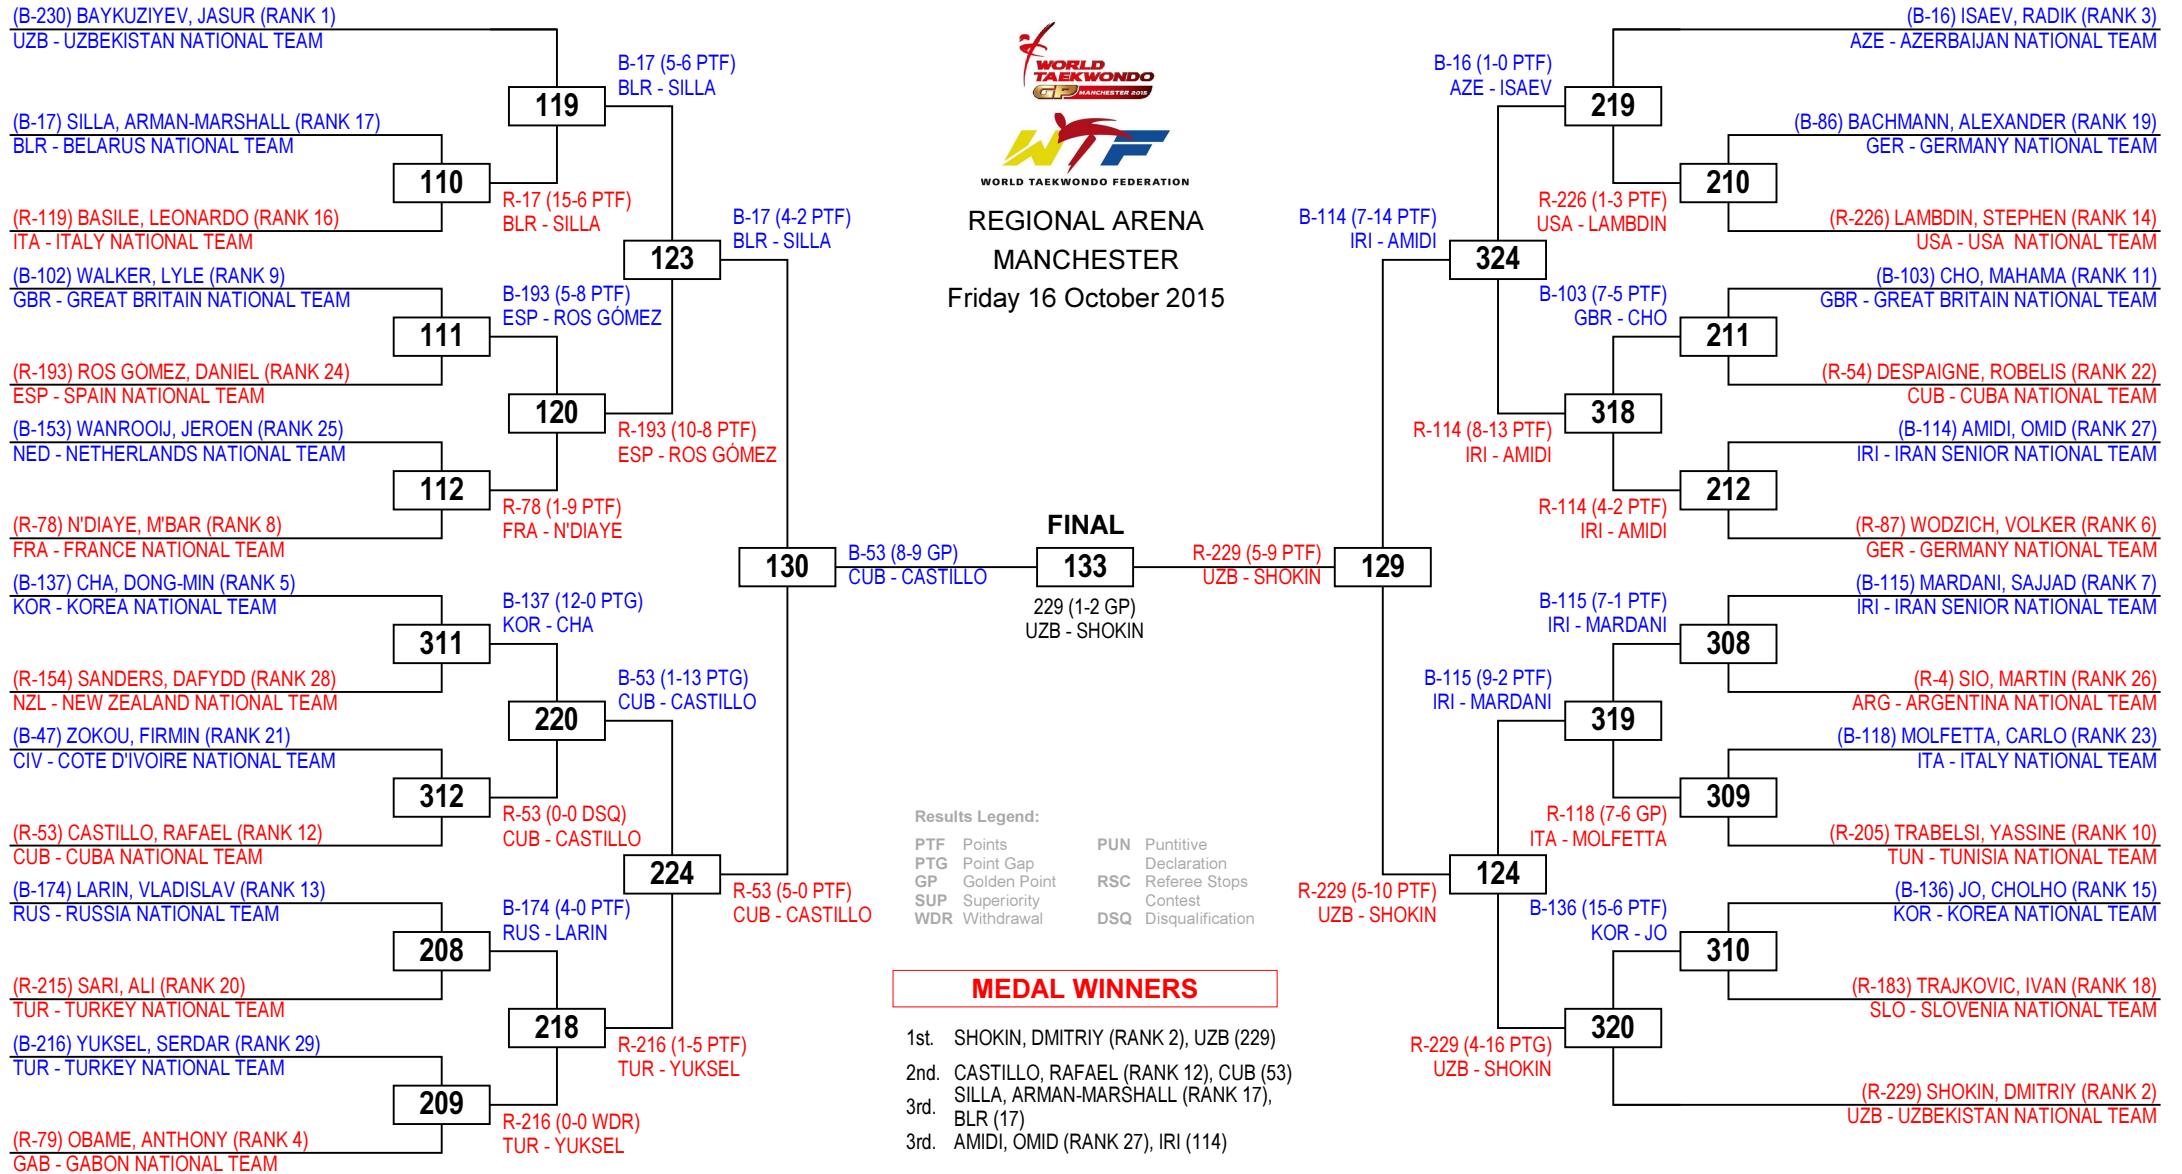 (B-230) BAYKUZIYEV, JASUR (RANK 1)
UZB - UZBEKISTAN NATIONAL TEAM
(B-17) SILLA, ARMAN-MARSHALL (RANK 17)
BLR - BELARUS NATIONAL TEAM
(R-119) BASILE, LEONARDO (RANK 16)
ITA - ITALY NATIONAL TEAM
(B-102) WALKER, LYLE (RANK 9)
GBR - GREAT BRITAIN NATIONAL TEAM
(R-193) ROS GÓMEZ, DANIEL (RANK 24)
ESP - SPAIN NATIONAL TEAM
(B-153) WANROOIJ, JEROEN (RANK 25)
NED - NETHERLANDS NATIONAL TEAM
(R-78) N'DIAYE, M'BAR (RANK 8)
FRA - FRANCE NATIONAL TEAM
(B-137) CHA, DONG-MIN (RANK 5)
KOR - KOREA NATIONAL TEAM
(R-154) SANDERS, DAFYDD (RANK 28)
NZL - NEW ZEALAND NATIONAL TEAM
(B-47) ZOKOU, FIRMIN (RANK 21)
CIV - COTE D'IVOIRE NATIONAL TEAM
(R-53) CASTILLO, RAFAEL (RANK 12)
CUB - CUBA NATIONAL TEAM
(B-174) LARIN, VLADISLAV (RANK 13)
RUS - RUSSIA NATIONAL TEAM
(R-215) SARI, ALI (RANK 20)
TUR - TURKEY NATIONAL TEAM
(B-216) YUKSEL, SERDAR (RANK 29)
TUR - TURKEY NATIONAL TEAM
(R-79) OBAME, ANTHONY (RANK 4)
GAB - GABON NATIONAL TEAM
110
111
112
311
312
208
209
R-17 (15-6 PTF)
BLR - SILLA
B-193 (5-8 PTF)
ESP - ROS GÓMEZ
R-78 (1-9 PTF)
FRA - N'DIAYE
B-137 (12-0 PTG)
KOR - CHA
R-53 (0-0 DSQ)
CUB - CASTILLO
B-174 (4-0 PTF)
RUS - LARIN
R-216 (0-0 WDR)
TUR - YUKSEL
119
120
220
218
B-17 (5-6 PTF)
BLR - SILLA
R-193 (10-8 PTF)
ESP - ROS GÓMEZ
B-53 (1-13 PTG)
CUB - CASTILLO
R-216 (1-5 PTF)
TUR - YUKSEL
123
224
B-17 (4-2 PTF)
BLR - SILLA
R-53 (5-0 PTF)
CUB - CASTILLO
130
B-53 (8-9 GP)
CUB - CASTILLO
WORLD
TAEKWONDO
GP MANCHESTER 2015
WTF
WORLD TAEKWONDO FEDERATION
REGIONAL ARENA
MANCHESTER
Friday 16 October 2015
FINAL
133
229 (1-2 GP)
UZB - SHOKIN
Results Legend:
PTF Points
PTG Point Gap
GP Golden Point
SUP Superiority
WDR Withdrawal
PUN Puntitive
Declaration
RSC Referee Stops
Contest
DSQ Disqualification
MEDAL WINNERS
1st. SHOKIN, DMITRIY (RANK 2), UZB (229)
2nd. CASTILLO, RAFAEL (RANK 12), CUB (53)
3rd. SILLA, ARMAN-MARSHALL (RANK 17),
BLR (17)
3rd. AMIDI, OMID (RANK 27), IRI (114)
R-229 (5-9 PTF)
UZB - SHOKIN
129
B-114 (7-14 PTF)
IRI - AMIDI
R-229 (5-10 PTF)
UZB - SHOKIN
324
124
B-16 (1-0 PTF)
AZE - ISAEV
R-114 (8-13 PTF)
IRI - AMIDI
B-115 (9-2 PTF)
IRI - MARDANI
R-229 (4-16 PTG)
UZB - SHOKIN
219
318
319
320
R-226 (1-3 PTF)
USA - LAMBDIN
B-103 (7-5 PTF)
GBR - CHO
R-114 (4-2 PTF)
IRI - AMIDI
B-115 (7-1 PTF)
IRI - MARDANI
R-118 (7-6 GP)
ITA - MOLFETTA
B-136 (15-6 PTF)
KOR - JO
210
211
212
308
309
310
(B-16) ISAEV, RADIK (RANK 3)
AZE - AZERBAIJAN NATIONAL TEAM
(B-86) BACHMANN, ALEXANDER (RANK 19)
GER - GERMANY NATIONAL TEAM
(R-226) LAMBDIN, STEPHEN (RANK 14)
USA - USA NATIONAL TEAM
(B-103) CHO, MAHAMA (RANK 11)
GBR - GREAT BRITAIN NATIONAL TEAM
(R-54) DESPAIGNE, ROBELIS (RANK 22)
CUB - CUBA NATIONAL TEAM
(B-114) AMIDI, OMID (RANK 27)
IRI - IRAN SENIOR NATIONAL TEAM
(R-87) WODZICH, VOLKER (RANK 6)
GER - GERMANY NATIONAL TEAM
(B-115) MARDANI, SAJJAD (RANK 7)
IRI - IRAN SENIOR NATIONAL TEAM
(R-4) SIO, MARTIN (RANK 26)
ARG - ARGENTINA NATIONAL TEAM
(B-118) MOLFETTA, CARLO (RANK 23)
ITA - ITALY NATIONAL TEAM
(R-205) TRABELSI, YASSINE (RANK 10)
TUN - TUNISIA NATIONAL TEAM
(B-136) JO, CHOLHO (RANK 15)
KOR - KOREA NATIONAL TEAM
(R-183) TRAJKOVIC, IVAN (RANK 18)
SLO - SLOVENIA NATIONAL TEAM
(R-229) SHOKIN, DMITRIY (RANK 2)
UZB - UZBEKISTAN NATIONAL TEAM